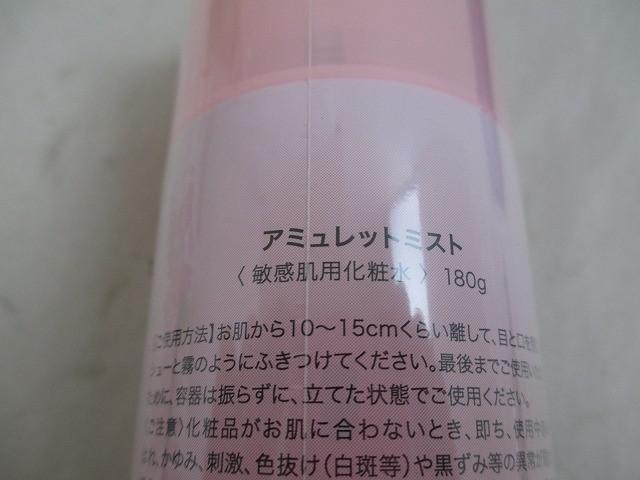 アミュレットミスト
〈敏感肌用化粧水〉 180g
ご使用方法】お肌から10〜15cmくらい離して、目と口を
シューと霧のようにふきつけてください。最後までご使用い
ために、容器は振らずに、立てた状態でご使用ください。
〈ご注意〉化粧品がお肌に合わないとき、即ち、使用中
かゆみ、刺激、色抜け(白斑等)や黒ずみ等の異常が